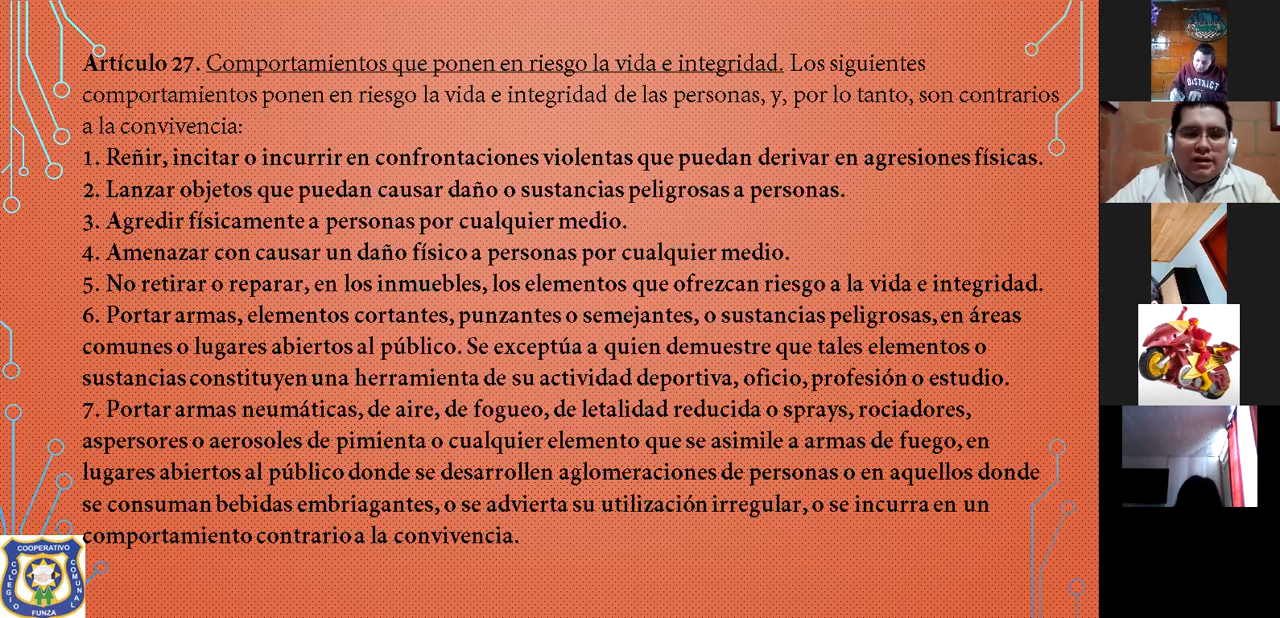 Artículo 27. Comportamientos que ponen en riesgo la vida e integridad. Los siguientes
comportamientos ponen en riesgo la vida e integridad de las personas, y, por lo tanto, son contrarios
a la convivencia:
1. Reñir, incitar o incurrir en confrontaciones violentas que puedan derivar en agresiones físicas.
2. Lanzar objetos que puedan causar daño o sustancias peligrosas a personas.
3. Agredir físicamente a personas por cualquier medio.
4. Amenazar con causar un daño físico a personas por cualquier medio.
5. No retirar o reparar, en los inmuebles, los elementos que ofrezcan riesgo a la vida e integridad.
6. Portar armas, elementos cortantes, punzantes o semejantes, o sustancias peligrosas, en áreas
comunes o lugares abiertos al público. Se exceptúa a quien demuestre que tales elementos o
sustancias constituyen una herramienta de su actividad deportiva, oficio, profesión o estudio.
7. Portar armas neumáticas, de aire, de fogueo, de letalidad reducida o sprays, rociadores,
aspersores o aerosoles de pimienta o cualquier elemento que se asimile a armas de fuego, en
lugares abiertos al público donde se desarrollen aglomeraciones de personas o en aquellos donde
se consuman bebidas embriagantes, o se advierta su utilización irregular, o se incurra en un
comportamiento contrario a la convivencia.
COOPERATIVO
COLEGIO
COMUNAL
FUNZA
DISTRICT